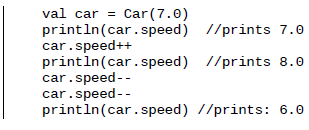 val car = Car(7.0)
println(car.speed)  //prints 7.0
car.speed++
println(car.speed)  //prints 8.0
car.speed--
car.speed--
println(car.speed) //prints: 6.0